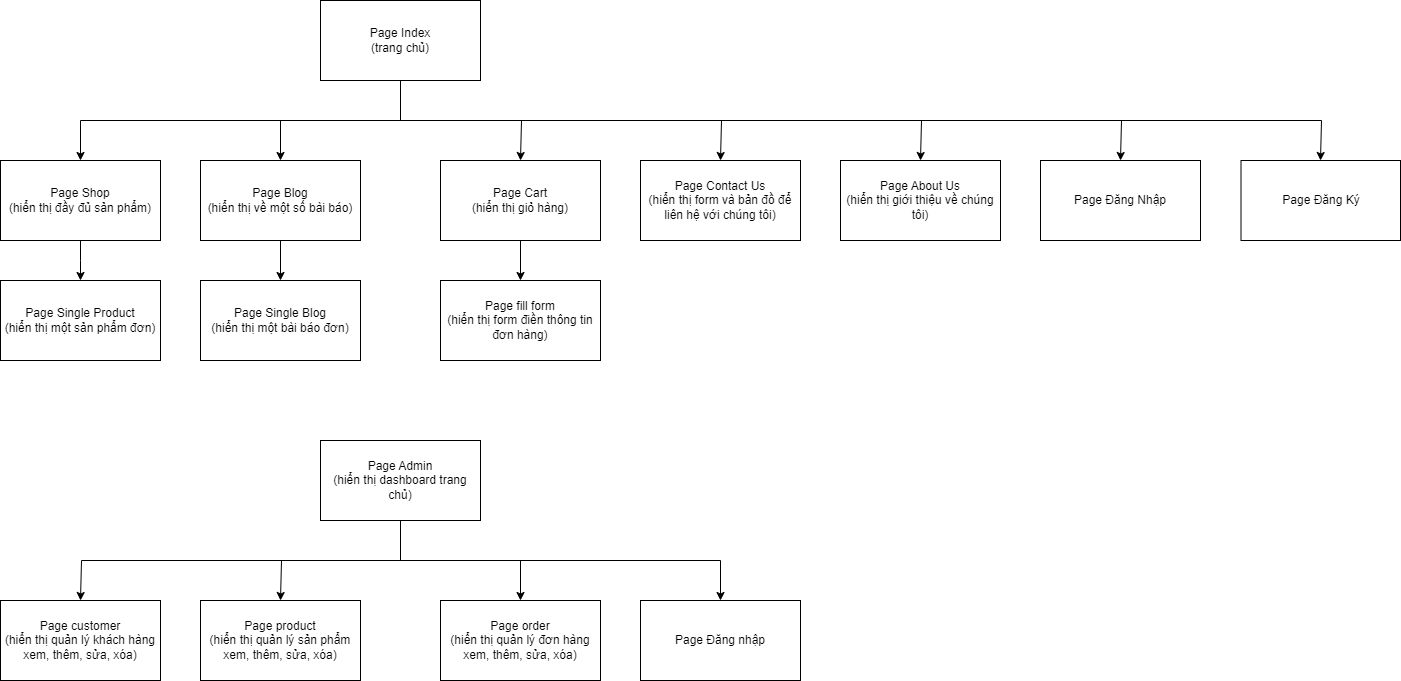 Page Index
(trang chủ)
Page Shop
(hiển thị đầy đủ sản phẩm)
Page Blog
(hiển thị về một số bài báo)
Page Cart
(hiển thị giỏ hàng)
Page Contact Us
(hiển thị form và bản đồ để
liên hệ với chúng tôi)
Page About Us
(hiển thị giới thiệu về chúng
tôi)
Page Đăng Nhập
Page Đăng Ký
Page Single Product
(hiển thị một sản phẩm đơn)
Page Single Blog
(hiển thị một bài báo đơn)
Page fill form
(hiển thị form điền thông tin
đơn hàng)
Page Admin
(hiển thị dashboard trang
chủ)
Page customer
(hiển thị quản lý khách hàng
xem, thêm, sửa, xóa)
Page product
(hiển thị quản lý sản phẩm
xem, thêm, sửa, xóa)
Page order
(hiển thị quản lý đơn hàng
xem, thêm, sửa, xóa)
Page Đăng nhập